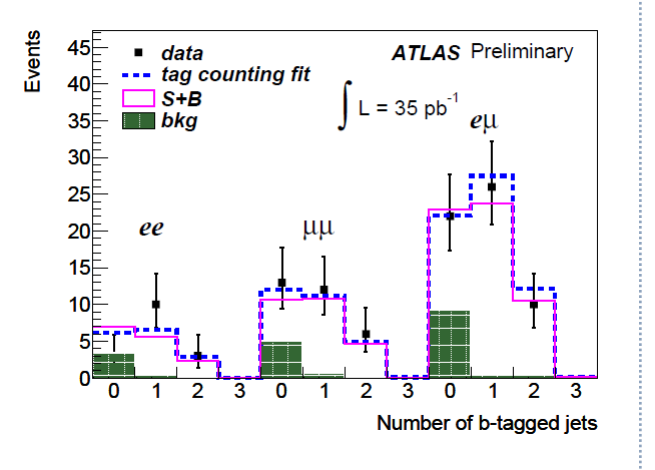 Events
45
40
35
30
25
20
15
10
5
0
data
tag counting fit
S+B
bkg
ATLAS Preliminary
∫ L = 35 pb⁻¹
ee
μμ
eμ
0 1 2 3 0 1 2 3 0 1 2 3
Number of b-tagged jets